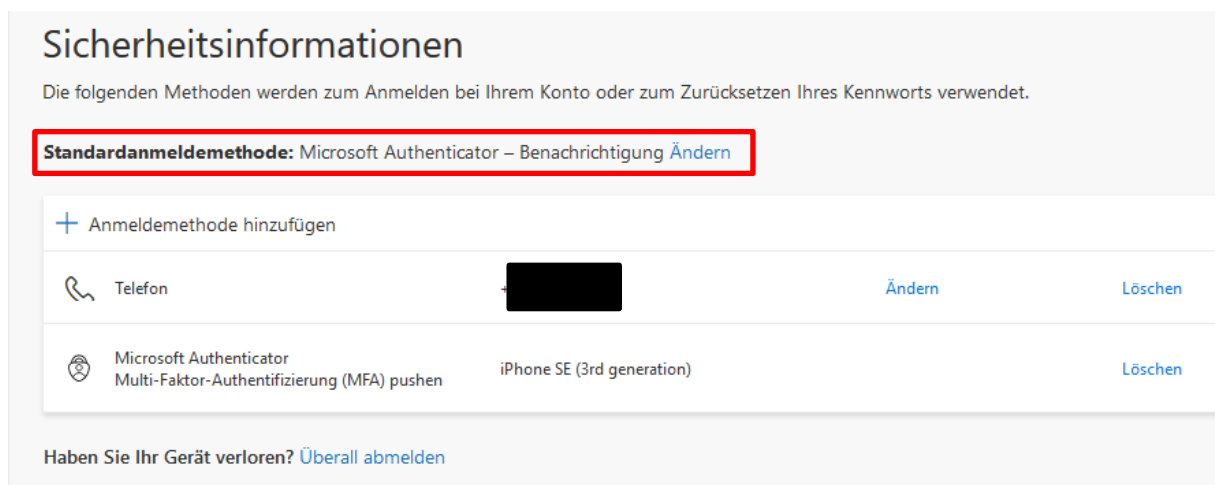 Sicherheitsinformationen
Die folgenden Methoden werden zum Anmelden bei Ihrem Konto oder zum Zurücksetzen Ihres Kennworts verwendet.
Standardanmeldemethode: Microsoft Authenticator – Benachrichtigung Ändern
+ Anmeldemethode hinzufügen
Telefon + Ändern Löschen
Microsoft Authenticator
Multi-Faktor-Authentifizierung (MFA) pushen iPhone SE (3rd generation) Löschen
Haben Sie Ihr Gerät verloren? Überall abmelden